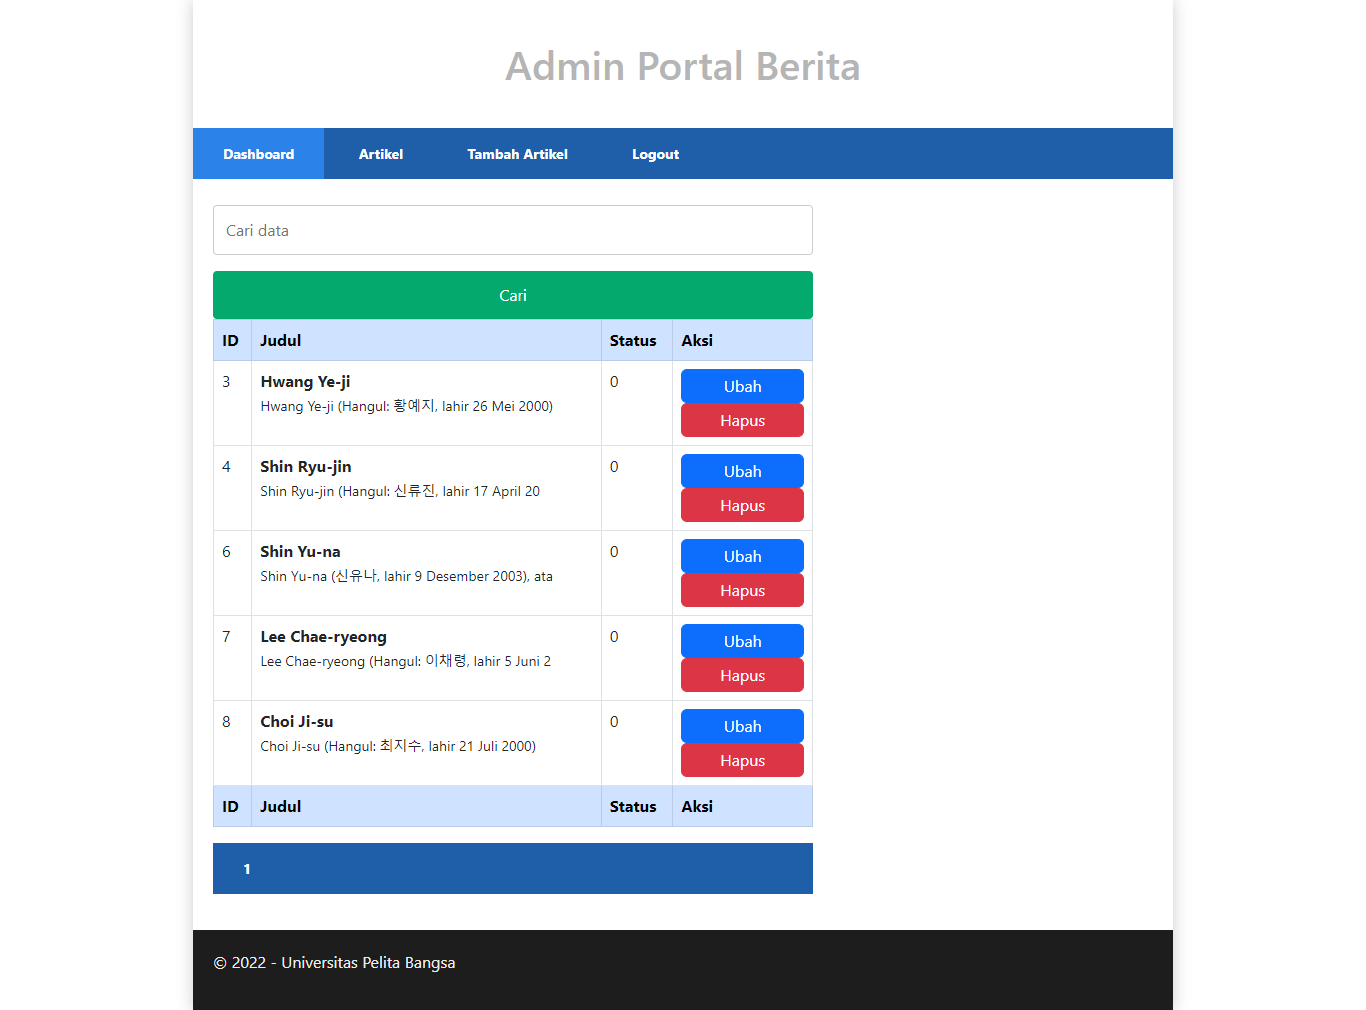 Admin Portal Berita
Dashboard Artikel Tambah Artikel Logout
Cari data
Cari
ID Judul Status Aksi
3 Hwang Ye-ji 0 Ubah
Hwang Ye-ji (Hangul: 황예지, lahir 26 Mei 2000)
Hapus
4 Shin Ryu-jin 0 Ubah
Shin Ryu-jin (Hangul: 신류진, lahir 17 April 20
Hapus
6 Shin Yu-na 0 Ubah
Shin Yu-na (신유나, lahir 9 Desember 2003), ata
Hapus
7 Lee Chae-ryeong 0 Ubah
Lee Chae-ryeong (Hangul: 이채령, lahir 5 Juni 2
Hapus
8 Choi Ji-su 0 Ubah
Choi Ji-su (Hangul: 최지수, lahir 21 Juli 2000)
Hapus
ID Judul Status Aksi
1
© 2022 - Universitas Pelita Bangsa